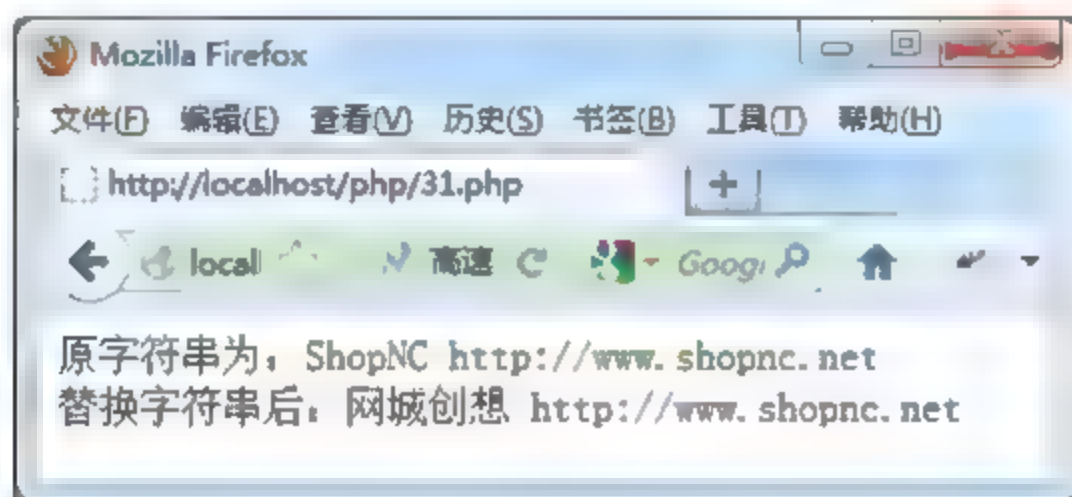 Mozilla Firefox
文件(F) 编辑(E) 查看(V) 历史(S) 书签(B) 工具(T) 帮助(H)
http://localhost/php/31.php
locall 高速 Googl
原字符串为：ShopNC http://www.shopnc.net
替换字符串后：网城创想 http://www.shopnc.net